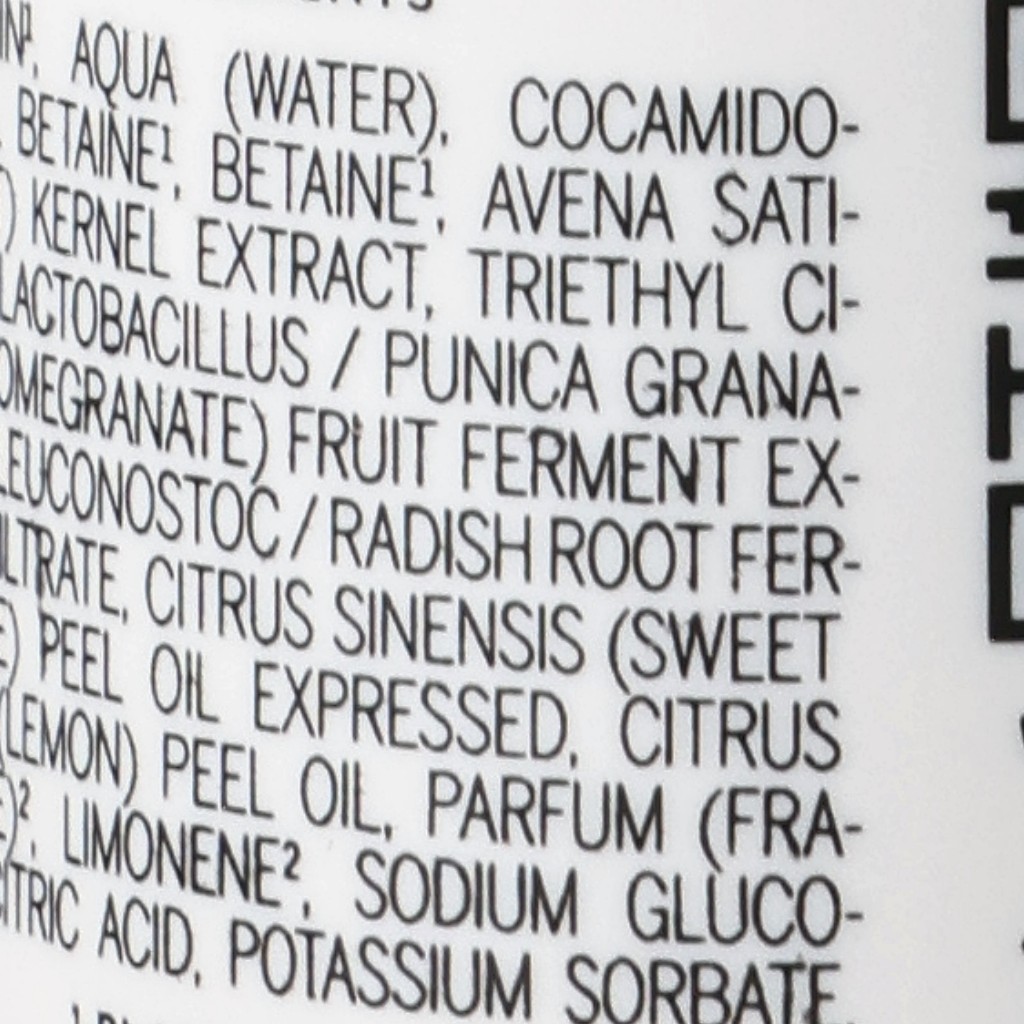 AQUA (WATER), COCAMIDO-
BETAINE¹, BETAINE¹, AVENA SATI-
) KERNEL EXTRACT, TRIETHYL CI-
LACTOBACILLUS / PUNICA GRANA-
OMEGRANATE) FRUIT FERMENT EX-
LEUCONOSTOC / RADISH ROOT FER-
LTRATE, CITRUS SINENSIS (SWEET
) PEEL OIL EXPRESSED, CITRUS
(LEMON) PEEL OIL, PARFUM (FRA-
)², LIMONENE², SODIUM GLUCO-
ITRIC ACID, POTASSIUM SORBATE,